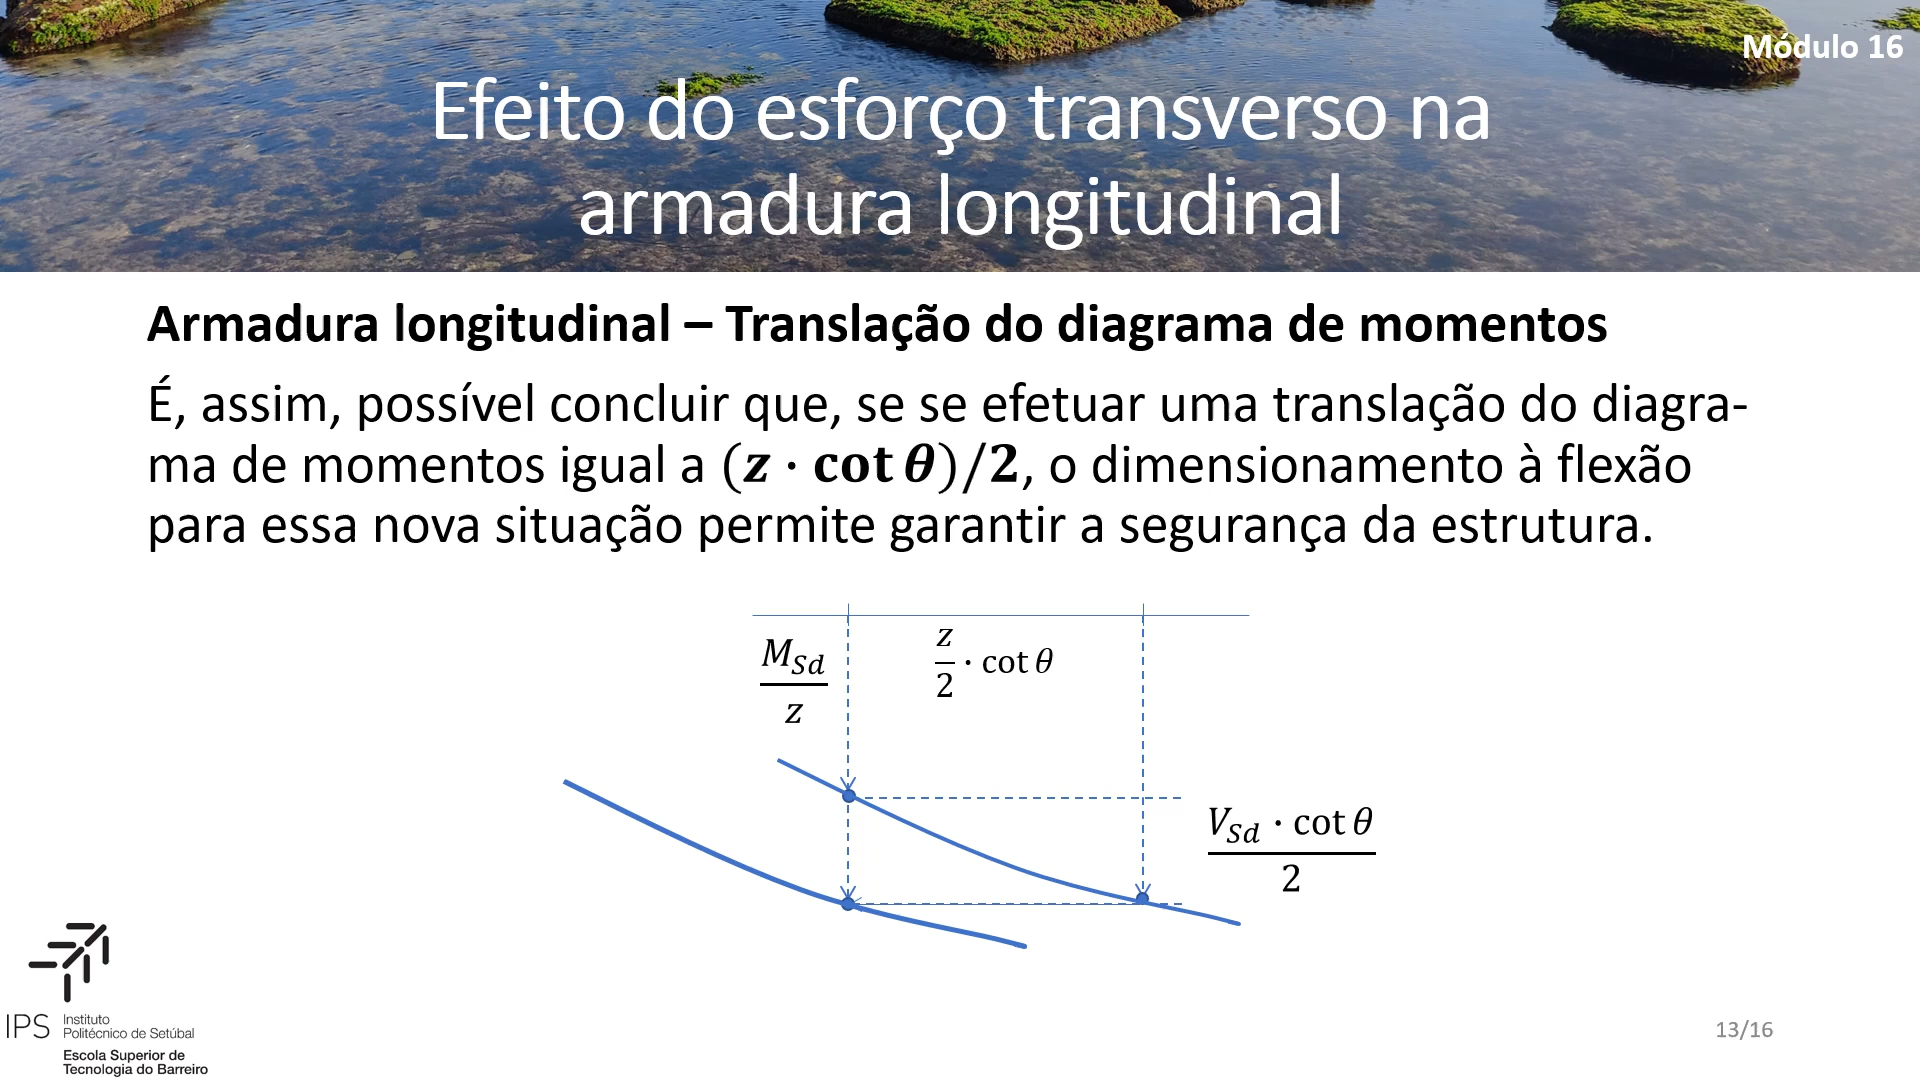 Módulo 16
Efeito do esforço transverso na
armadura longitudinal
Armadura longitudinal – Translação do diagrama de momentos
É, assim, possível concluir que, se se efetuar uma translação do diagra-
ma de momentos igual a (z · cot θ)/2, o dimensionamento à flexão
para essa nova situação permite garantir a segurança da estrutura.
M_Sd / z
z/2 · cot θ
V_Sd · cot θ / 2
IPS Instituto
Politécnico de Setúbal
Escola Superior de
Tecnologia do Barreiro
13/16